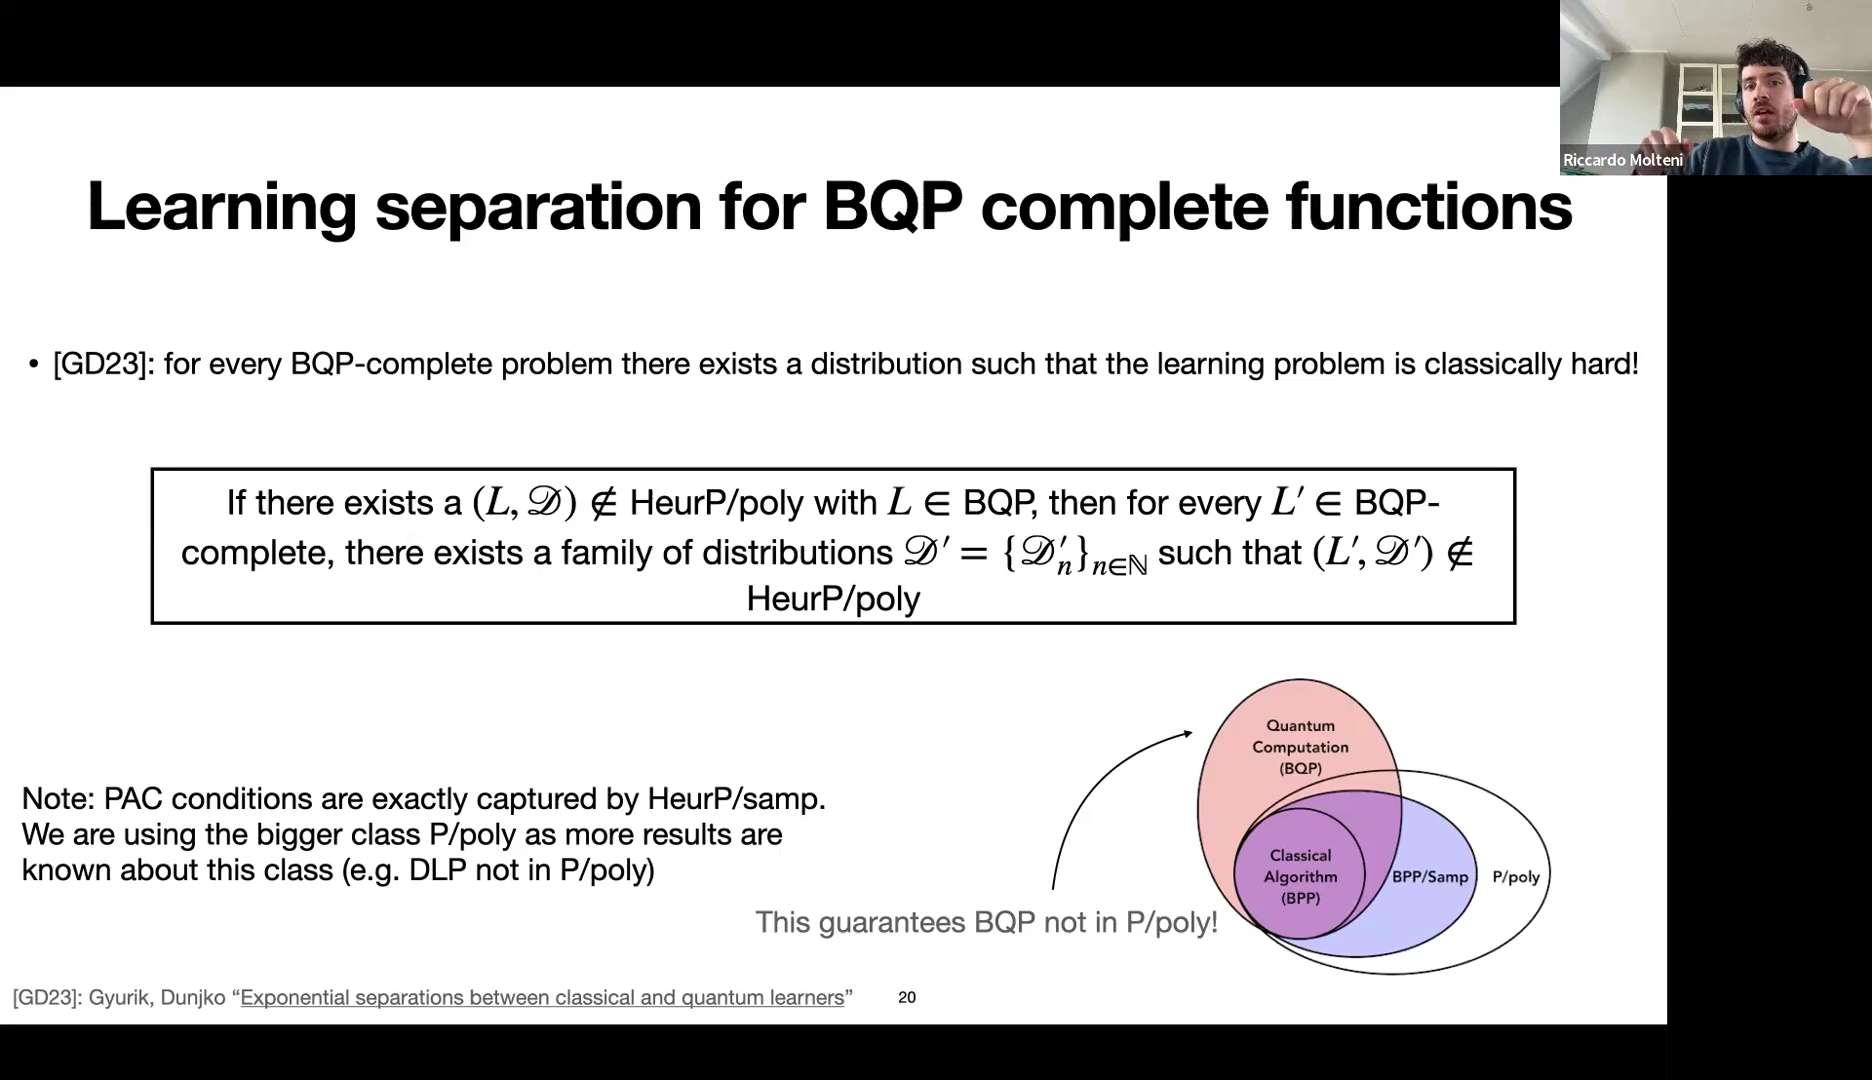 Riccardo Molteni
Learning separation for BQP complete functions
• [GD23]: for every BQP-complete problem there exists a distribution such that the learning problem is classically hard!
If there exists a (L, 𝒟) ∉ HeurP/poly with L ∈ BQP, then for every L′ ∈ BQP-
complete, there exists a family of distributions 𝒟′ = {𝒟′ₙ}ₙ∈ℕ such that (L′, 𝒟′) ∉
HeurP/poly
Note: PAC conditions are exactly captured by HeurP/samp.
We are using the bigger class P/poly as more results are
known about this class (e.g. DLP not in P/poly)
This guarantees BQP not in P/poly!
Quantum
Computation
(BQP)
Classical
Algorithm
(BPP)
BPP/Samp
P/poly
[GD23]: Gyurik, Dunjko “Exponential separations between classical and quantum learners”
20